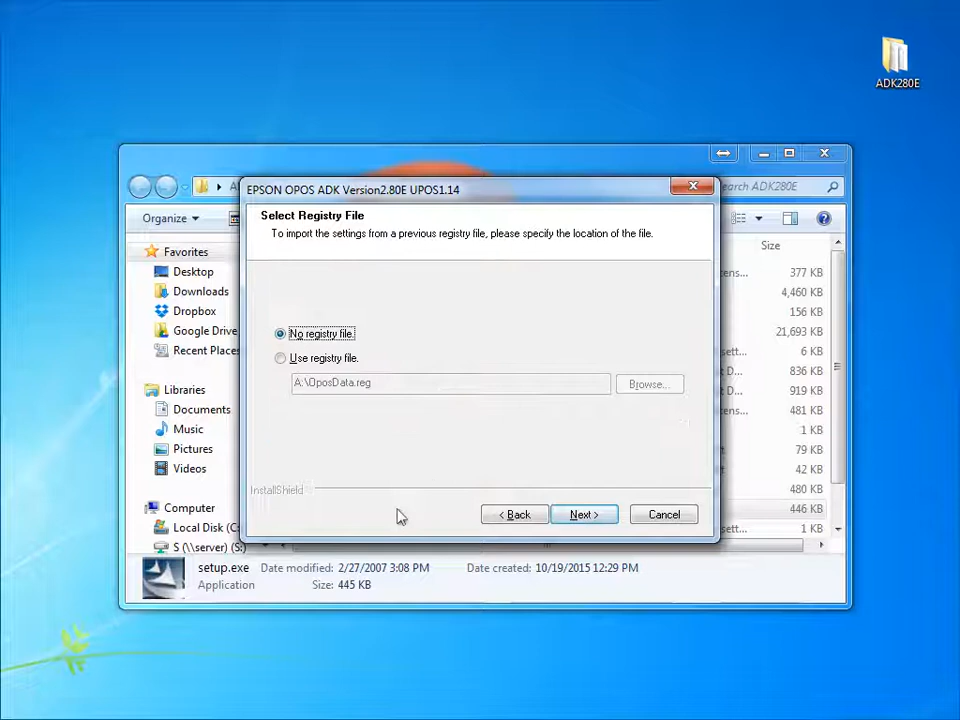 ADK280E
A
earch ADK280E
EPSON OPOS ADK Version2.80E UPOS1.14
Organize
Select Registry File
To import the settings from a previous registry file, please specify the location of the file.
Size
Favorites
Desktop
Downloads
Dropbox
Google Drive
Recent Places
Libraries
Documents
Music
Pictures
Videos
Computer
Local Disk (C:
S (\\server) (S:)
No registry file.
Use registry file.
A:\OposData.reg
Browse...
InstallShield
< Back
Next >
Cancel
ens...
377 KB
4,460 KB
156 KB
21,693 KB
sett...
6 KB
t D...
836 KB
t D...
919 KB
ens...
481 KB
1 KB
79 KB
42 KB
480 KB
446 KB
sett...
1 KB
setup.exe
Date modified: 2/27/2007 3:08 PM
Date created: 10/19/2015 12:29 PM
Application
Size: 445 KB